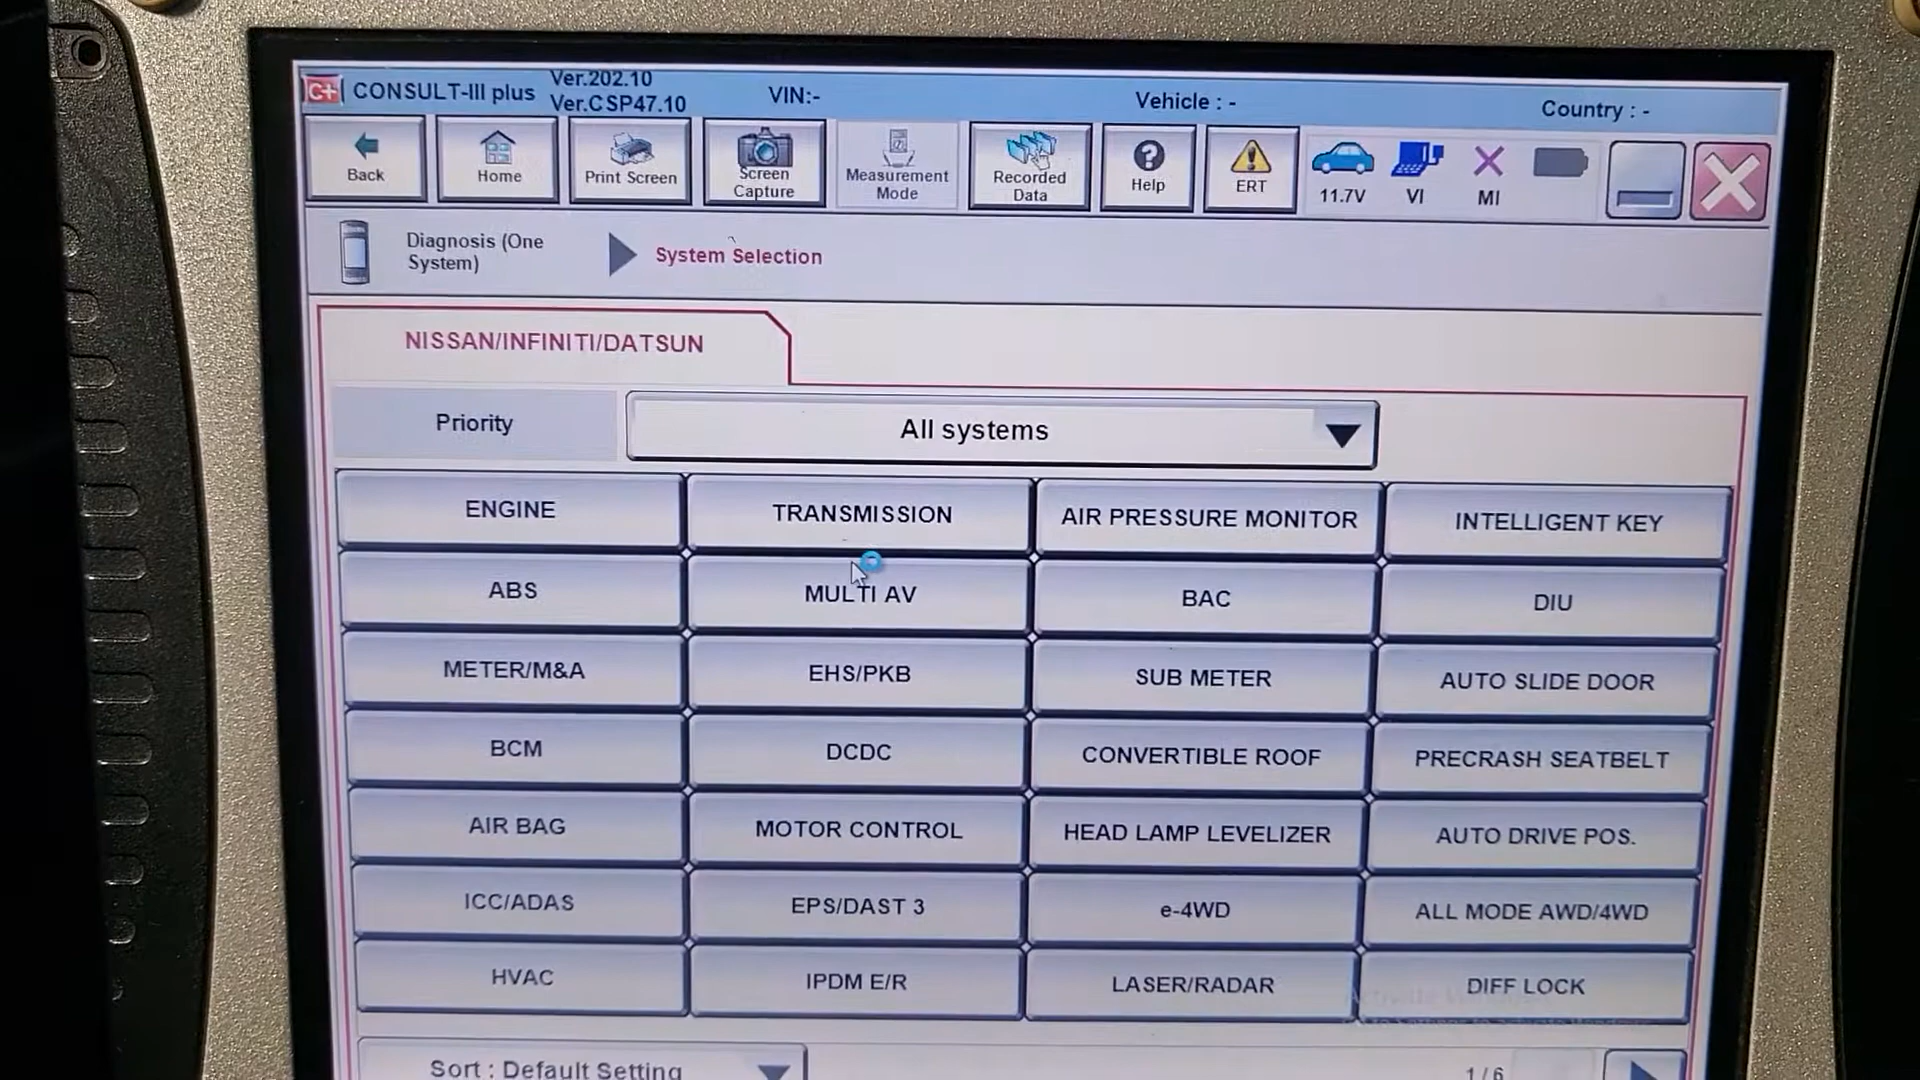 C+ CONSULT-III plus Ver.202.10 VIN:- Vehicle : - Country : -
Ver.CSP47.10
Back
Home
Print Screen
Screen Capture
Measurement Mode
Recorded Data
Help
ERT
11.7V
VI
MI
Diagnosis (One System)
System Selection
NISSAN/INFINITI/DATSUN
Priority
All systems
ENGINE TRANSMISSION AIR PRESSURE MONITOR INTELLIGENT KEY
ABS MULTI AV BAC DIU
METER/M&A EHS/PKB SUB METER AUTO SLIDE DOOR
BCM DCDC CONVERTIBLE ROOF PRECRASH SEATBELT
AIR BAG MOTOR CONTROL HEAD LAMP LEVELIZER AUTO DRIVE POS.
ICC/ADAS EPS/DAST 3 e-4WD ALL MODE AWD/4WD
HVAC IPDM E/R LASER/RADAR DIFF LOCK
Sort : Default Setting 1/6